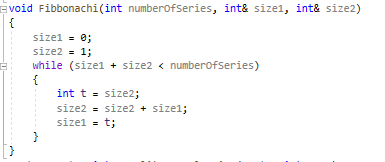 void Fibbonachi(int numberOfSeries, int& size1, int& size2)
{
size1 = 0;
size2 = 1;
while (size1 + size2 < numberOfSeries)
{
int t = size2;
size2 = size2 + size1;
size1 = t;
}
}